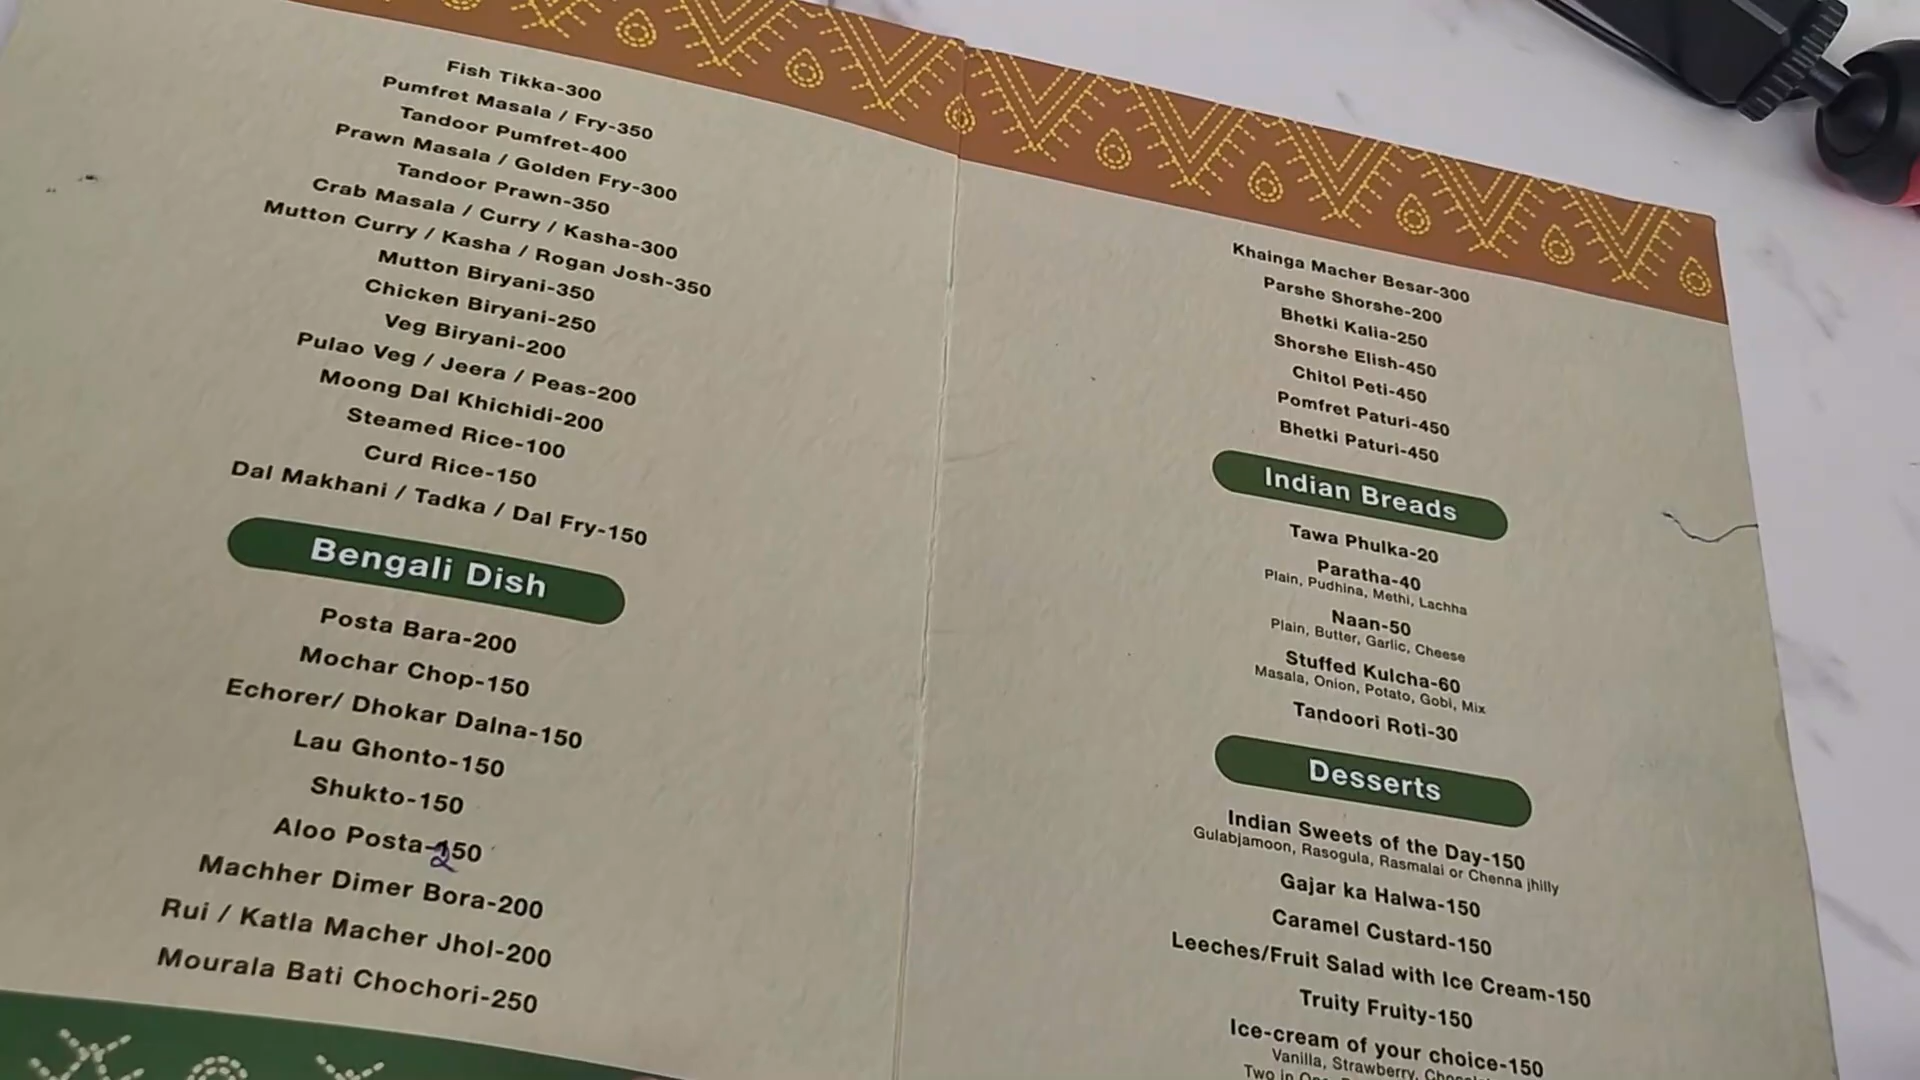 Fish Tikka-300
Pumfret Masala / Fry-350
Tandoor Pumfret-400
Prawn Masala / Golden Fry-300
Tandoor Prawn-350
Crab Masala / Curry / Kasha-300
Mutton Curry / Kasha / Rogan Josh-350
Mutton Biryani-350
Chicken Biryani-250
Veg Biryani-200
Pulao Veg / Jeera / Peas-200
Moong Dal Khichidi-200
Steamed Rice-100
Curd Rice-150
Dal Makhani / Tadka / Dal Fry-150
Bengali Dish
Posta Bara-200
Mochar Chop-150
Echorer/ Dhokar Dalna-150
Lau Ghonto-150
Shukto-150
Aloo Posta-250
Machher Dimer Bora-200
Rui / Katla Macher Jhol-200
Mourala Bati Chochori-250
Khainga Macher Besar-300
Parshe Shorshe-200
Bhetki Kalia-250
Shorshe Elish-450
Chitol Peti-450
Pomfret Paturi-450
Bhetki Paturi-450
Indian Breads
Tawa Phulka-20
Paratha-40
Plain, Pudhina, Methi, Lachha
Naan-50
Plain, Butter, Garlic, Cheese
Stuffed Kulcha-60
Masala, Onion, Potato, Gobi, Mix
Tandoori Roti-30
Desserts
Indian Sweets of the Day-150
Gulabjamoon, Rasogula, Rasmalai or Chenna jhilly
Gajar ka Halwa-150
Caramel Custard-150
Leeches/Fruit Salad with Ice Cream-150
Truity Fruity-150
Ice-cream of your choice-150
Vanilla, Strawberry,
Two in